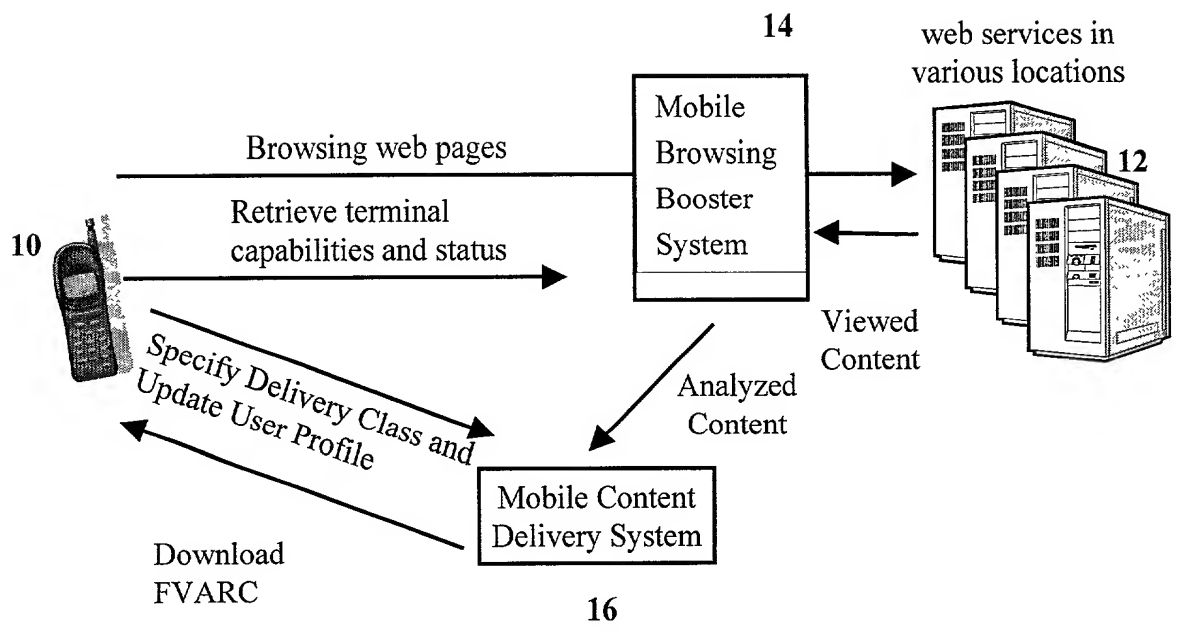 14
web services in
various locations
Mobile
Browsing
Booster
System
Browsing web pages
12
Retrieve terminal
capabilities and status
10
Viewed
Content
Specify Delivery Class and
Update User Profile
Analyzed
Content
Mobile Content
Delivery System
Download
FVARC
16